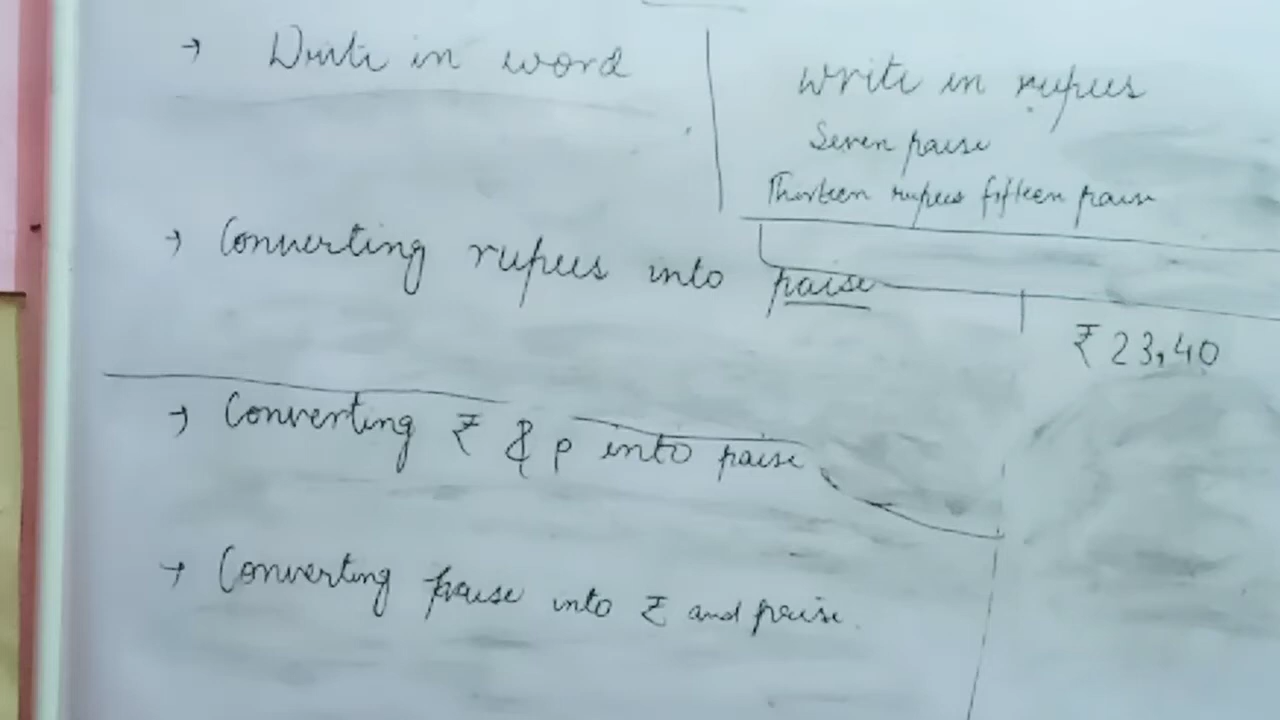 → Write in word
write in rupees
Seven paise
Thirteen rupees fifteen paise
→ Converting rupees into paise
₹ 23,40
→ Converting ₹ & p into paise
→ Converting paise into ₹ and paise.